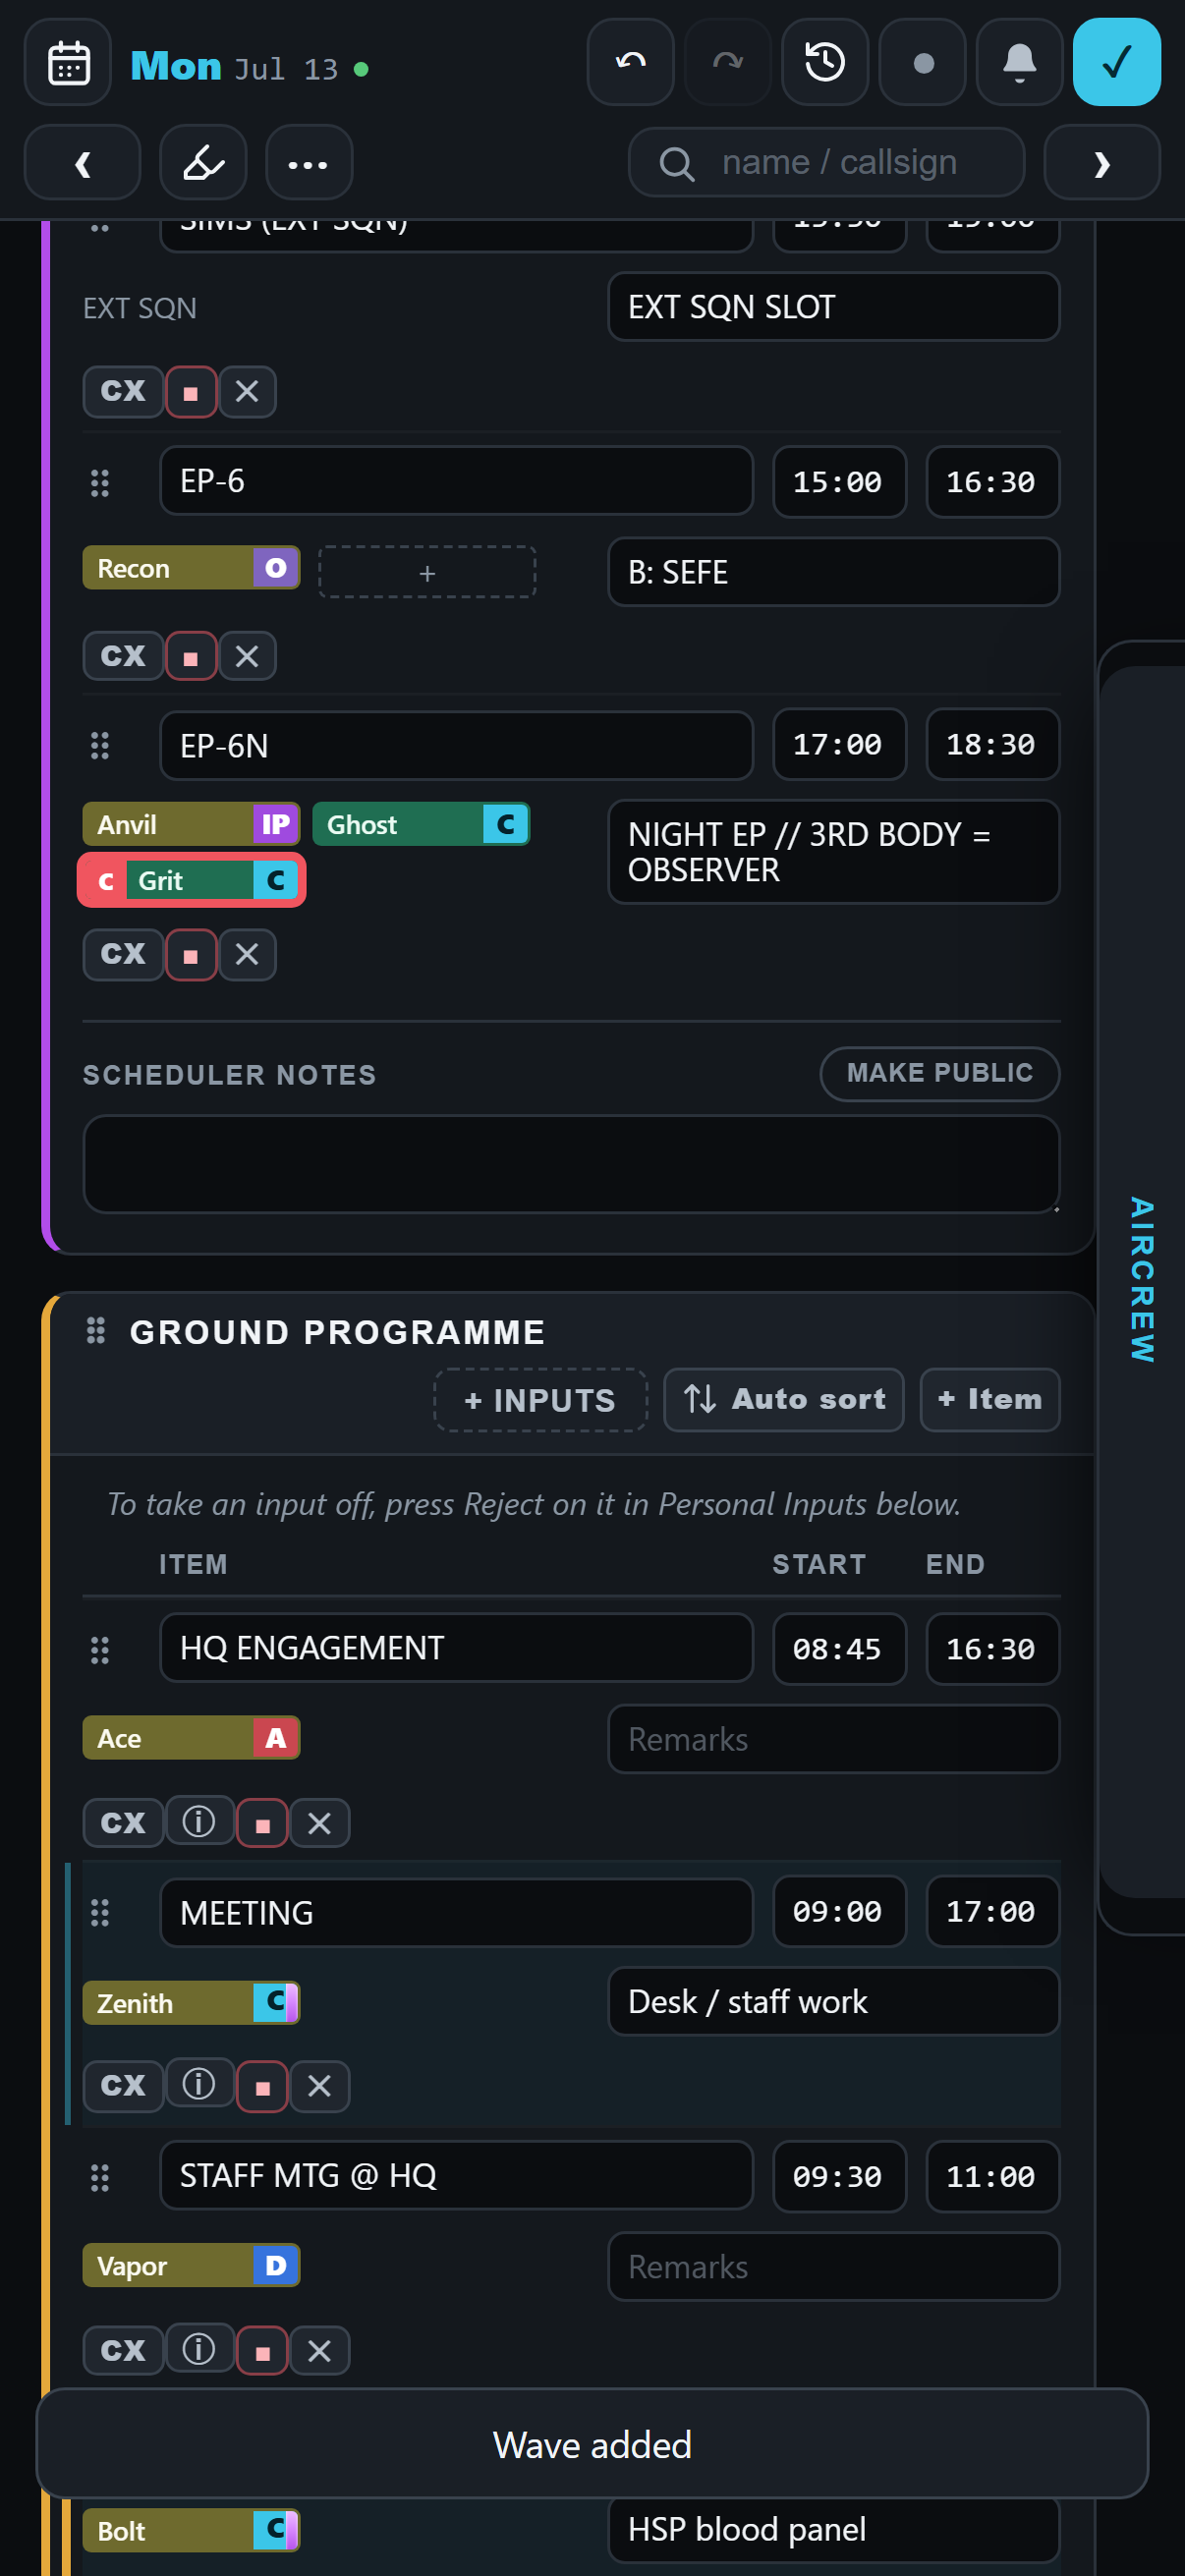 Mon Jul 13
name / callsign
SIMS (EXT SQN)
EXT SQN
EXT SQN SLOT
CX
EP-6
15:00
16:30
Recon O
+
B: SEFE
CX
EP-6N
17:00
18:30
Anvil IP
Ghost C
NIGHT EP // 3RD BODY =
OBSERVER
c Grit C
CX
SCHEDULER NOTES
MAKE PUBLIC
AIRCREW
GROUND PROGRAMME
+ INPUTS
Auto sort
+ Item
To take an input off, press Reject on it in Personal Inputs below.
ITEM
START
END
HQ ENGAGEMENT
08:45
16:30
Ace A
Remarks
CX
MEETING
09:00
17:00
Zenith C
Desk / staff work
CX
STAFF MTG @ HQ
09:30
11:00
Vapor D
Remarks
CX
Wave added
Bolt C
HSP blood panel